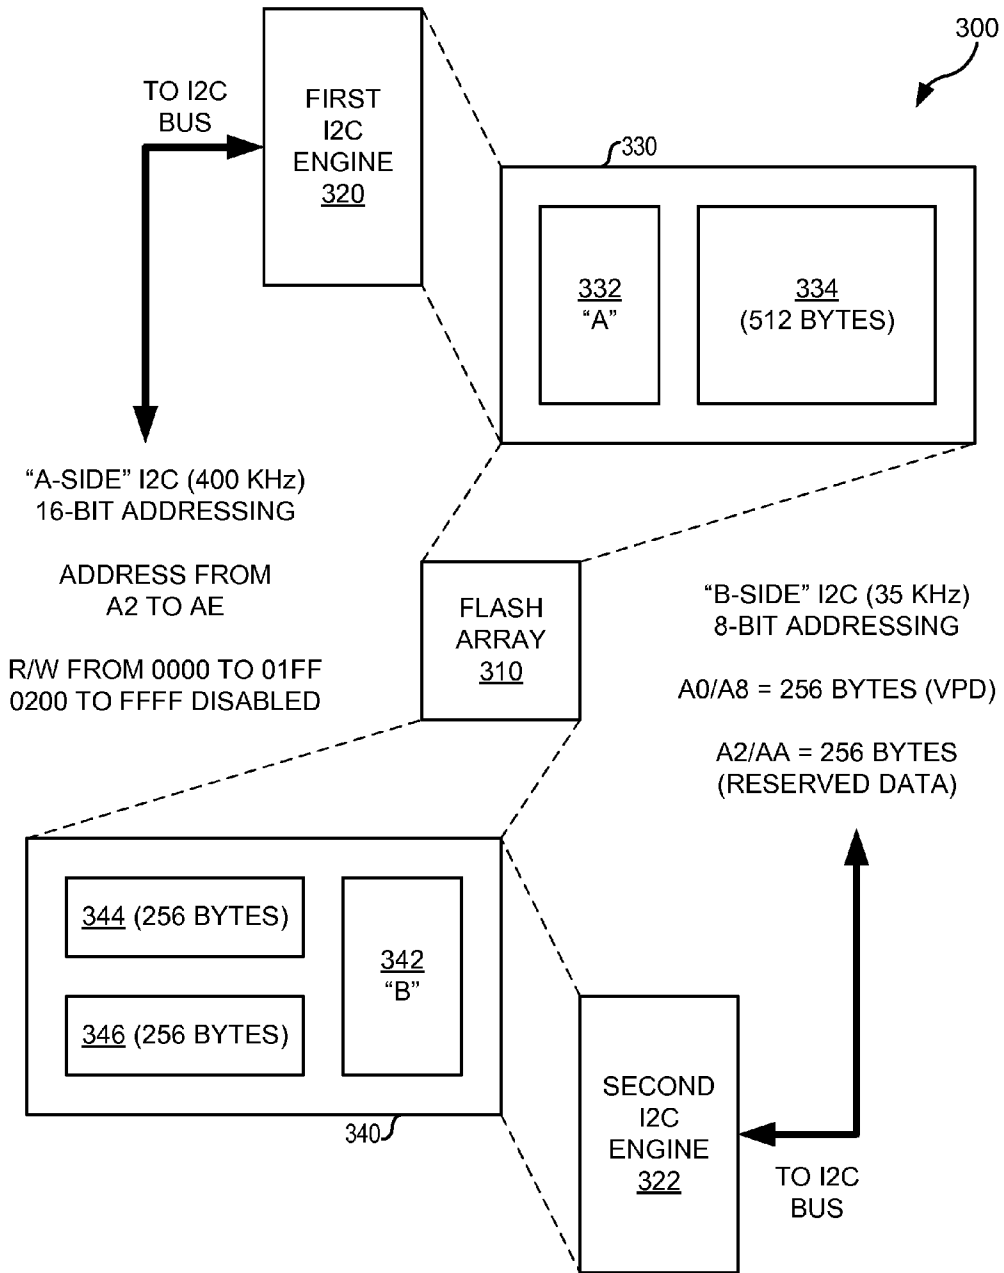 300
TO I2C
BUS
FIRST
I2C
ENGINE
320
330
332
"A"
334
(512 BYTES)
"A-SIDE" I2C (400 KHz)
16-BIT ADDRESSING
ADDRESS FROM
A2 TO AE
R/W FROM 0000 TO 01FF
0200 TO FFFF DISABLED
FLASH
ARRAY
310
"B-SIDE" I2C (35 KHz)
8-BIT ADDRESSING
A0/A8 = 256 BYTES (VPD)
A2/AA = 256 BYTES
(RESERVED DATA)
344 (256 BYTES)
346 (256 BYTES)
342
"B"
340
SECOND
I2C
ENGINE
322
TO I2C
BUS